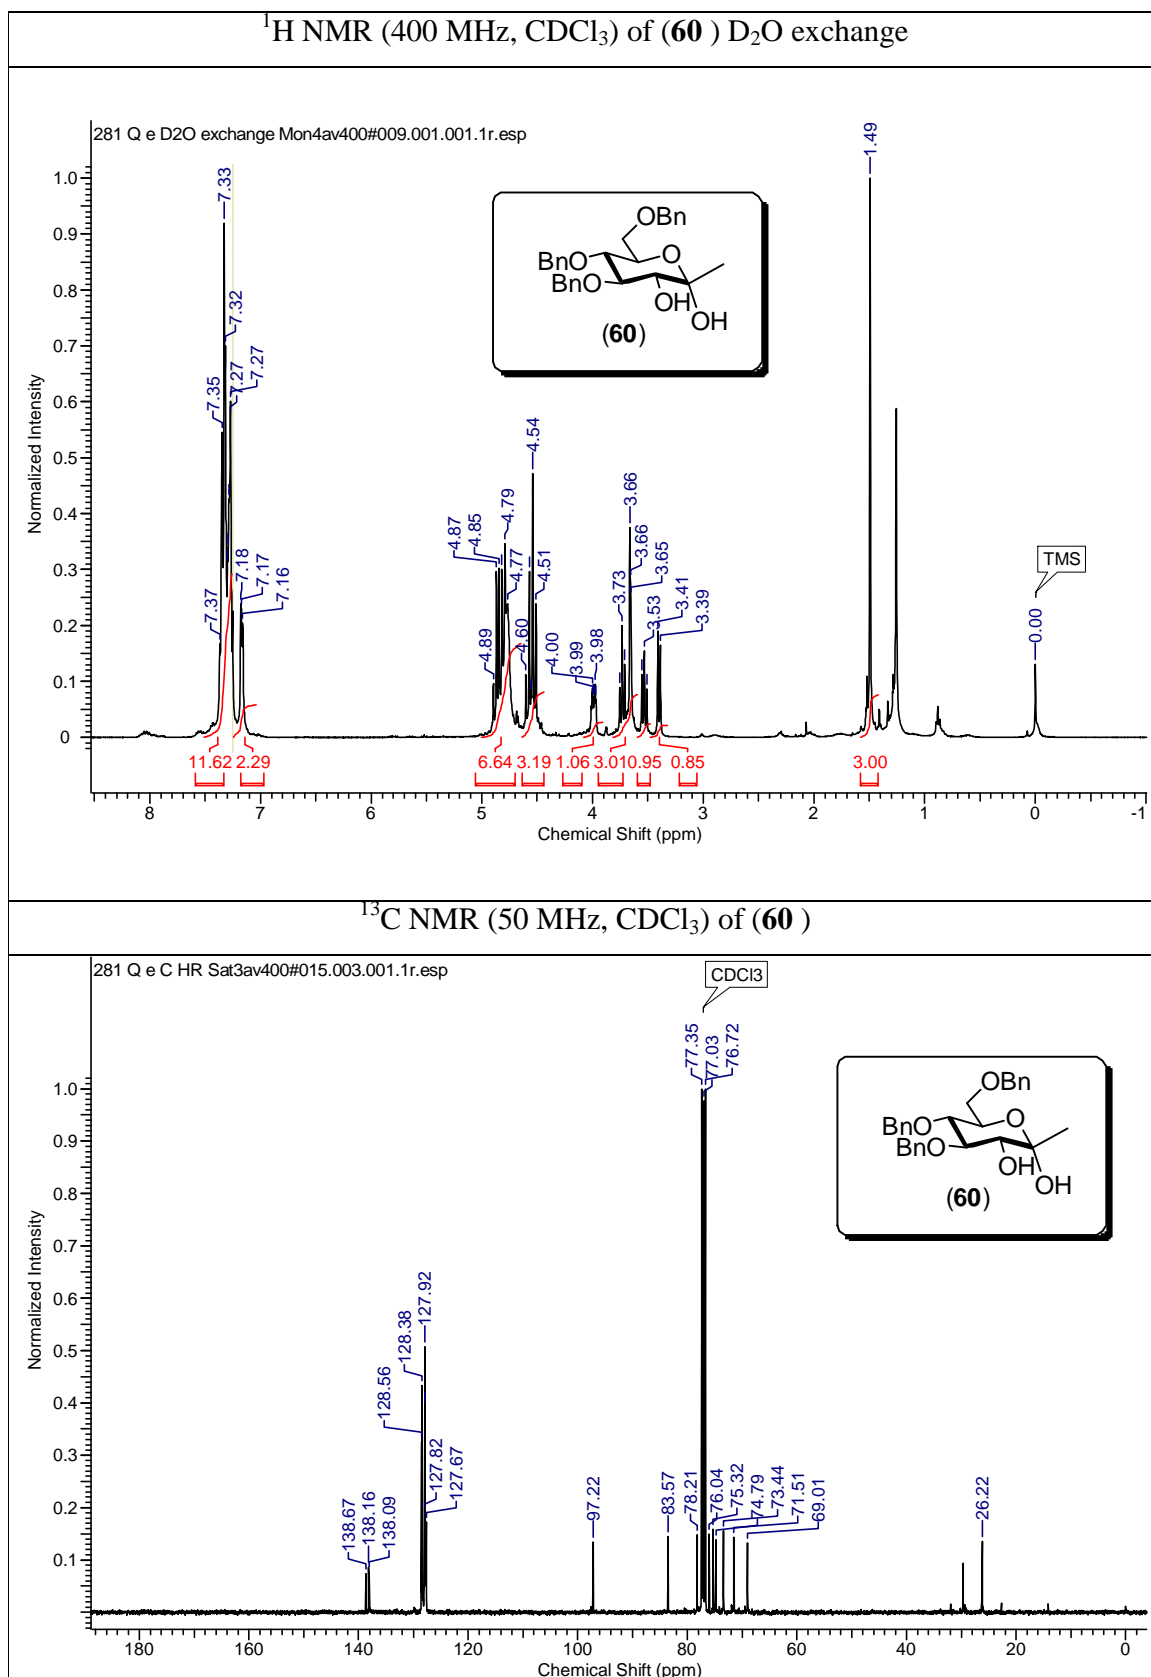 ¹H NMR (400 MHz, CDCl₃) of (60 ) D₂O exchange
281 Q e D2O exchange Mon4av400#009.001.001.1r.esp
1.0
0.9
0.8
0.7
0.6
0.5
0.4
0.3
0.2
0.1
0
Normalized Intensity
7.37
7.35
7.33
7.32
7.27
7.27
7.18
7.17
7.16
4.89
4.87
4.85
4.79
4.77
4.60
4.54
4.51
4.00
3.99
3.98
3.73
3.66
3.66
3.65
3.53
3.41
3.39
1.49
TMS
0.00
OBn
O
BnO
BnO
OH
OH
(60)
11.62 2.29 6.64 3.19 1.06 3.01 0.95 0.85 3.00
8 7 6 5 4 3 2 1 0 -1
Chemical Shift (ppm)
¹³C NMR (50 MHz, CDCl₃) of (60 )
281 Q e C HR Sat3av400#015.003.001.1r.esp
CDCl3
1.0
0.9
0.8
0.7
0.6
0.5
0.4
0.3
0.2
0.1
Normalized Intensity
138.67
138.16
138.09
128.56
128.38
127.92
127.82
127.67
97.22
83.57
78.21
77.35
77.03
76.72
76.04
75.32
74.79
73.44
71.51
69.01
26.22
OBn
O
BnO
BnO
OH
OH
(60)
180 160 140 120 100 80 60 40 20 0
Chemical Shift (ppm)